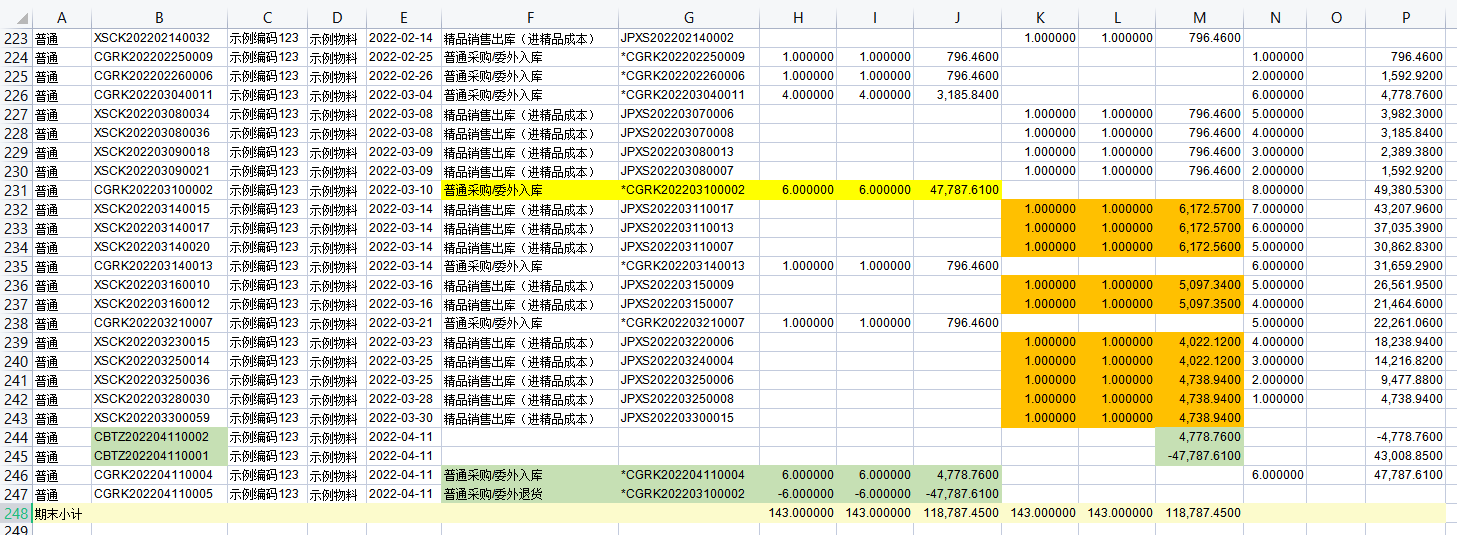 A B C D E F G H I J K L M N O P
223 普通 XSCK202202140032 示例编码123 示例物料 2022-02-14 精品销售出库（进精品成本） JPXS202202140002 1.000000 1.000000 796.4600
224 普通 CGRK202202250009 示例编码123 示例物料 2022-02-25 普通采购/委外入库 *CGRK202202250009 1.000000 1.000000 796.4600 1.000000 796.4600
225 普通 CGRK202202260006 示例编码123 示例物料 2022-02-26 普通采购/委外入库 *CGRK202202260006 1.000000 1.000000 796.4600 2.000000 1,592.9200
226 普通 CGRK202203040011 示例编码123 示例物料 2022-03-04 普通采购/委外入库 *CGRK202203040011 4.000000 4.000000 3,185.8400 6.000000 4,778.7600
227 普通 XSCK202203080034 示例编码123 示例物料 2022-03-08 精品销售出库（进精品成本） JPXS202203070006 1.000000 1.000000 796.4600 5.000000 3,982.3000
228 普通 XSCK202203080036 示例编码123 示例物料 2022-03-08 精品销售出库（进精品成本） JPXS202203070008 1.000000 1.000000 796.4600 4.000000 3,185.8400
229 普通 XSCK202203090018 示例编码123 示例物料 2022-03-09 精品销售出库（进精品成本） JPXS202203080013 1.000000 1.000000 796.4600 3.000000 2,389.3800
230 普通 XSCK202203090021 示例编码123 示例物料 2022-03-09 精品销售出库（进精品成本） JPXS202203080007 1.000000 1.000000 796.4600 2.000000 1,592.9200
231 普通 CGRK202203100002 示例编码123 示例物料 2022-03-10 普通采购/委外入库 *CGRK202203100002 6.000000 6.000000 47,787.6100 8.000000 49,380.5300
232 普通 XSCK202203140015 示例编码123 示例物料 2022-03-14 精品销售出库（进精品成本） JPXS202203110017 1.000000 1.000000 6,172.5700 7.000000 43,207.9600
233 普通 XSCK202203140017 示例编码123 示例物料 2022-03-14 精品销售出库（进精品成本） JPXS202203110013 1.000000 1.000000 6,172.5700 6.000000 37,035.3900
234 普通 XSCK202203140020 示例编码123 示例物料 2022-03-14 精品销售出库（进精品成本） JPXS202203110007 1.000000 1.000000 6,172.5600 5.000000 30,862.8300
235 普通 CGRK202203140013 示例编码123 示例物料 2022-03-14 普通采购/委外入库 *CGRK202203140013 1.000000 1.000000 796.4600 6.000000 31,659.2900
236 普通 XSCK202203160010 示例编码123 示例物料 2022-03-16 精品销售出库（进精品成本） JPXS202203150009 1.000000 1.000000 5,097.3400 5.000000 26,561.9500
237 普通 XSCK202203160012 示例编码123 示例物料 2022-03-16 精品销售出库（进精品成本） JPXS202203150007 1.000000 1.000000 5,097.3500 4.000000 21,464.6000
238 普通 CGRK202203210007 示例编码123 示例物料 2022-03-21 普通采购/委外入库 *CGRK202203210007 1.000000 1.000000 796.4600 5.000000 22,261.0600
239 普通 XSCK202203230015 示例编码123 示例物料 2022-03-23 精品销售出库（进精品成本） JPXS202203220006 1.000000 1.000000 4,022.1200 4.000000 18,238.9400
240 普通 XSCK202203250014 示例编码123 示例物料 2022-03-25 精品销售出库（进精品成本） JPXS202203240004 1.000000 1.000000 4,022.1200 3.000000 14,216.8200
241 普通 XSCK202203250036 示例编码123 示例物料 2022-03-25 精品销售出库（进精品成本） JPXS202203250006 1.000000 1.000000 4,738.9400 2.000000 9,477.8800
242 普通 XSCK202203280030 示例编码123 示例物料 2022-03-28 精品销售出库（进精品成本） JPXS202203250008 1.000000 1.000000 4,738.9400 1.000000 4,738.9400
243 普通 XSCK202203300059 示例编码123 示例物料 2022-03-30 精品销售出库（进精品成本） JPXS202203300015 1.000000 1.000000 4,738.9400
244 普通 CBTZ202204110002 示例编码123 示例物料 2022-04-11 4,778.7600 -4,778.7600
245 普通 CBTZ202204110001 示例编码123 示例物料 2022-04-11 -47,787.6100 43,008.8500
246 普通 CGRK202204110004 示例编码123 示例物料 2022-04-11 普通采购/委外入库 *CGRK202204110004 6.000000 6.000000 4,778.7600 6.000000 47,787.6100
247 普通 CGRK202204110005 示例编码123 示例物料 2022-04-11 普通采购/委外退货 *CGRK202203100002 -6.000000 -6.000000 -47,787.6100
248 期末小计 143.000000 143.000000 118,787.4500 143.000000 143.000000 118,787.4500
249